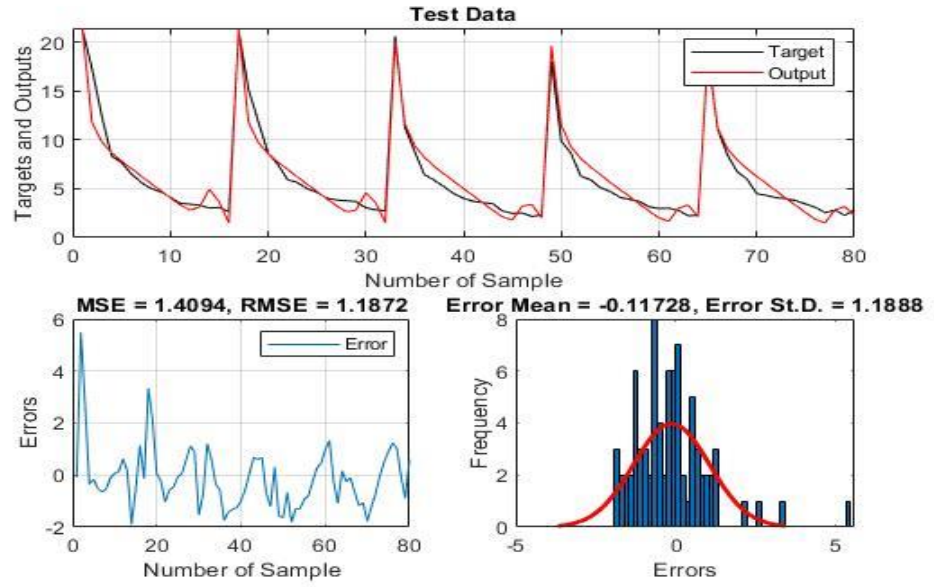 Test Data
Targets and Outputs
20
15
10
5
0
Target
Output
0 10 20 30 40 50 60 70 80
Number of Sample
MSE = 1.4094, RMSE = 1.1872
Errors
6
4
2
0
-2
Error
0 20 40 60 80
Number of Sample
Error Mean = -0.11728, Error St.D. = 1.1888
Frequency
8
6
4
2
0
-5 0 5
Errors